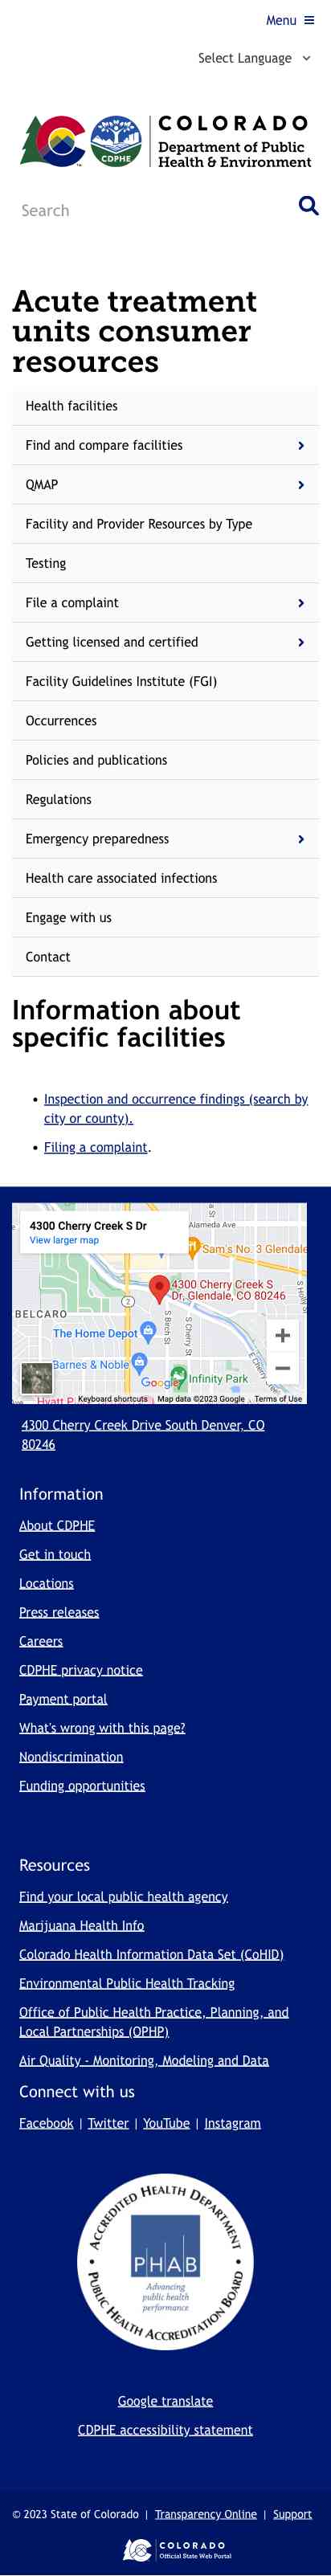 Menu
Select Language
COLORADO
Department of Public
Health & Environment
CDPHE
Search
Acute treatment
units consumer
resources
Health facilities
Find and compare facilities
QMAP
Facility and Provider Resources by Type
Testing
File a complaint
Getting licensed and certified
Facility Guidelines Institute (FGI)
Occurrences
Policies and publications
Regulations
Emergency preparedness
Health care associated infections
Engage with us
Contact
Information about
specific facilities
Inspection and occurrence findings (search by
city or county).
Filing a complaint.
4300 Cherry Creek S Dr
View larger map
Alameda Ave
S Cherry St
Sam's No. 3 Glendale
4300 Cherry Creek S
Dr, Glendale, CO 80246
2
BELCARO
S Birch St
The Home Depot
Barnes & Noble
Infinity Park
Google
Keyboard shortcuts Map data ©2023 Google Terms of Use
4300 Cherry Creek Drive South Denver, CO
80246
Information
About CDPHE
Get in touch
Locations
Press releases
Careers
CDPHE privacy notice
Payment portal
What's wrong with this page?
Nondiscrimination
Funding opportunities
Resources
Find your local public health agency
Marijuana Health Info
Colorado Health Information Data Set (CoHID)
Environmental Public Health Tracking
Office of Public Health Practice, Planning, and
Local Partnerships (OPHP)
Air Quality - Monitoring, Modeling and Data
Connect with us
Facebook | Twitter | YouTube | Instagram
ACCREDITED HEALTH DEPARTMENT
PHAB
Advancing
public health
performance
PUBLIC HEALTH ACCREDITATION BOARD
Google translate
CDPHE accessibility statement
© 2023 State of Colorado | Transparency Online | Support
COLORADO
Official State Web Portal